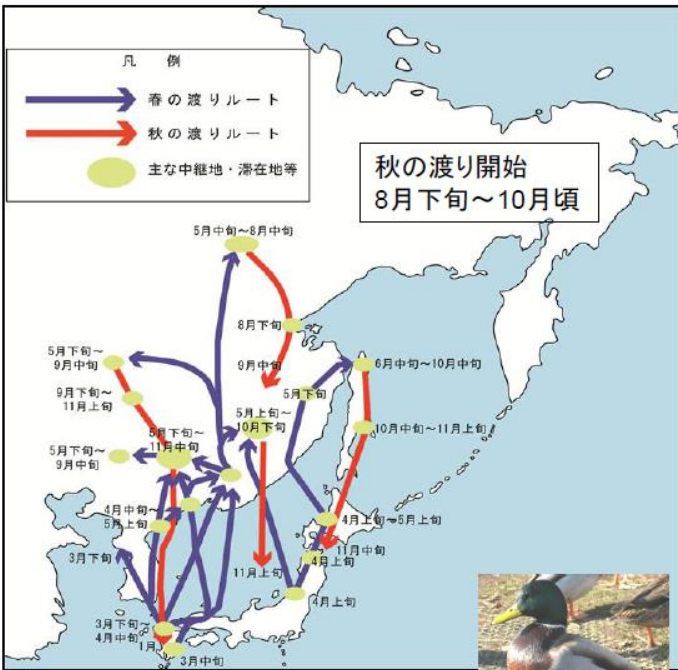 凡 例
春の渡りルート
秋の渡りルート
主な中継地・滞在地等
秋の渡り開始
8月下旬～10月頃
5月中旬～8月中旬
8月下旬
9月中旬
6月中旬～10月中旬
5月下旬～
9月中旬
9月下旬～
11月上旬
5月下旬
5月上旬～
10月下旬
10月中旬～11月上旬
5月下旬～
11月中旬
5月下旬～
9月中旬
4月中旬～
5月上旬
4月上旬～5月上旬
11月中旬
4月上旬
3月下旬
11月上旬
4月上旬
3月下旬～
4月中旬
1月
3月中旬